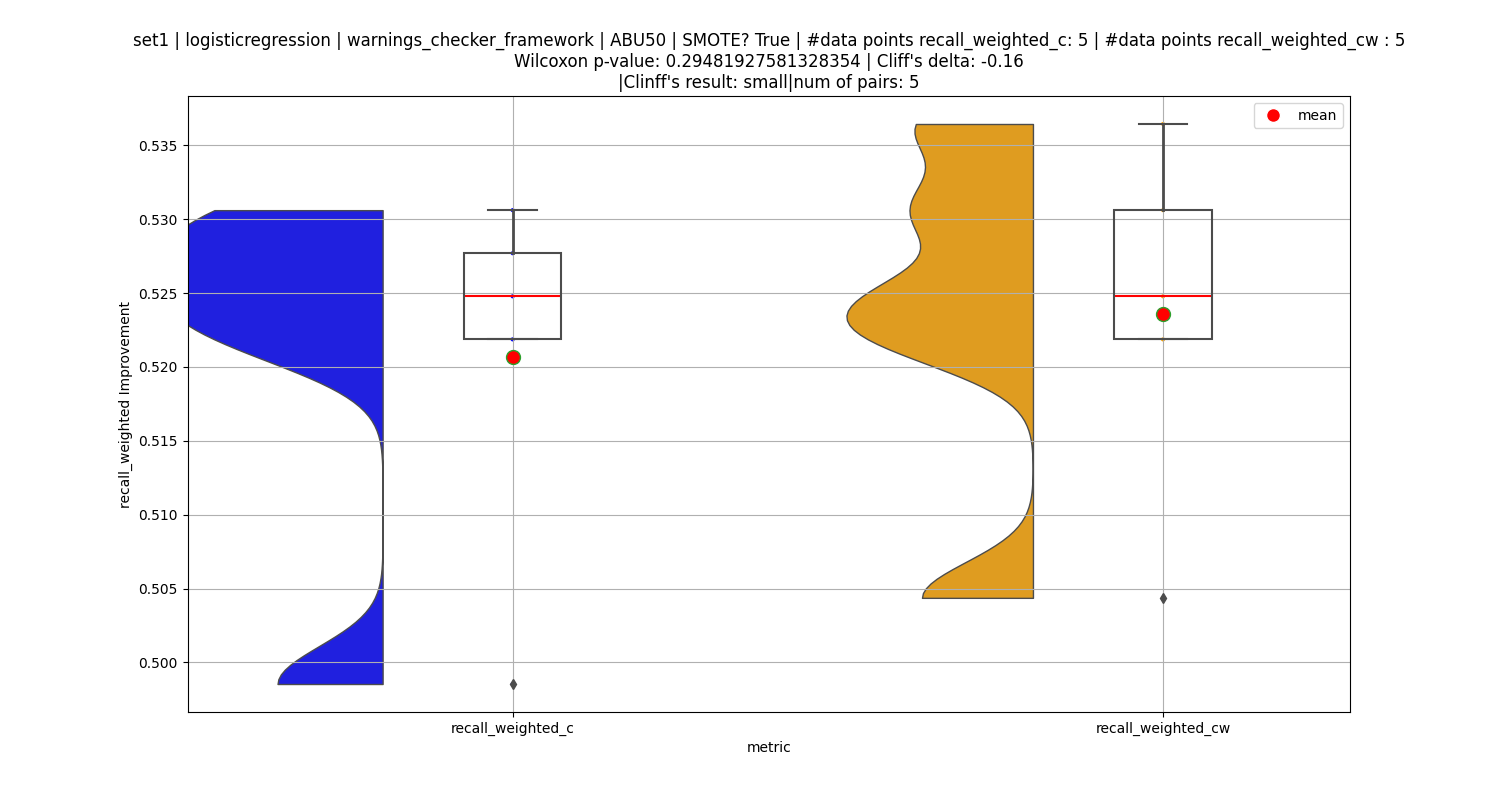 set1 | logisticregression | warnings_checker_framework | ABU50 | SMOTE? True | #data points recall_weighted_c: 5 | #data points recall_weighted_cw : 5
Wilcoxon p-value: 0.29481927581328354 | Cliff's delta: -0.16
|Clinff's result: small|num of pairs: 5
mean
0.535
0.530
0.525
0.520
0.515
0.510
0.505
0.500
recall_weighted Improvement
recall_weighted_c
recall_weighted_cw
metric